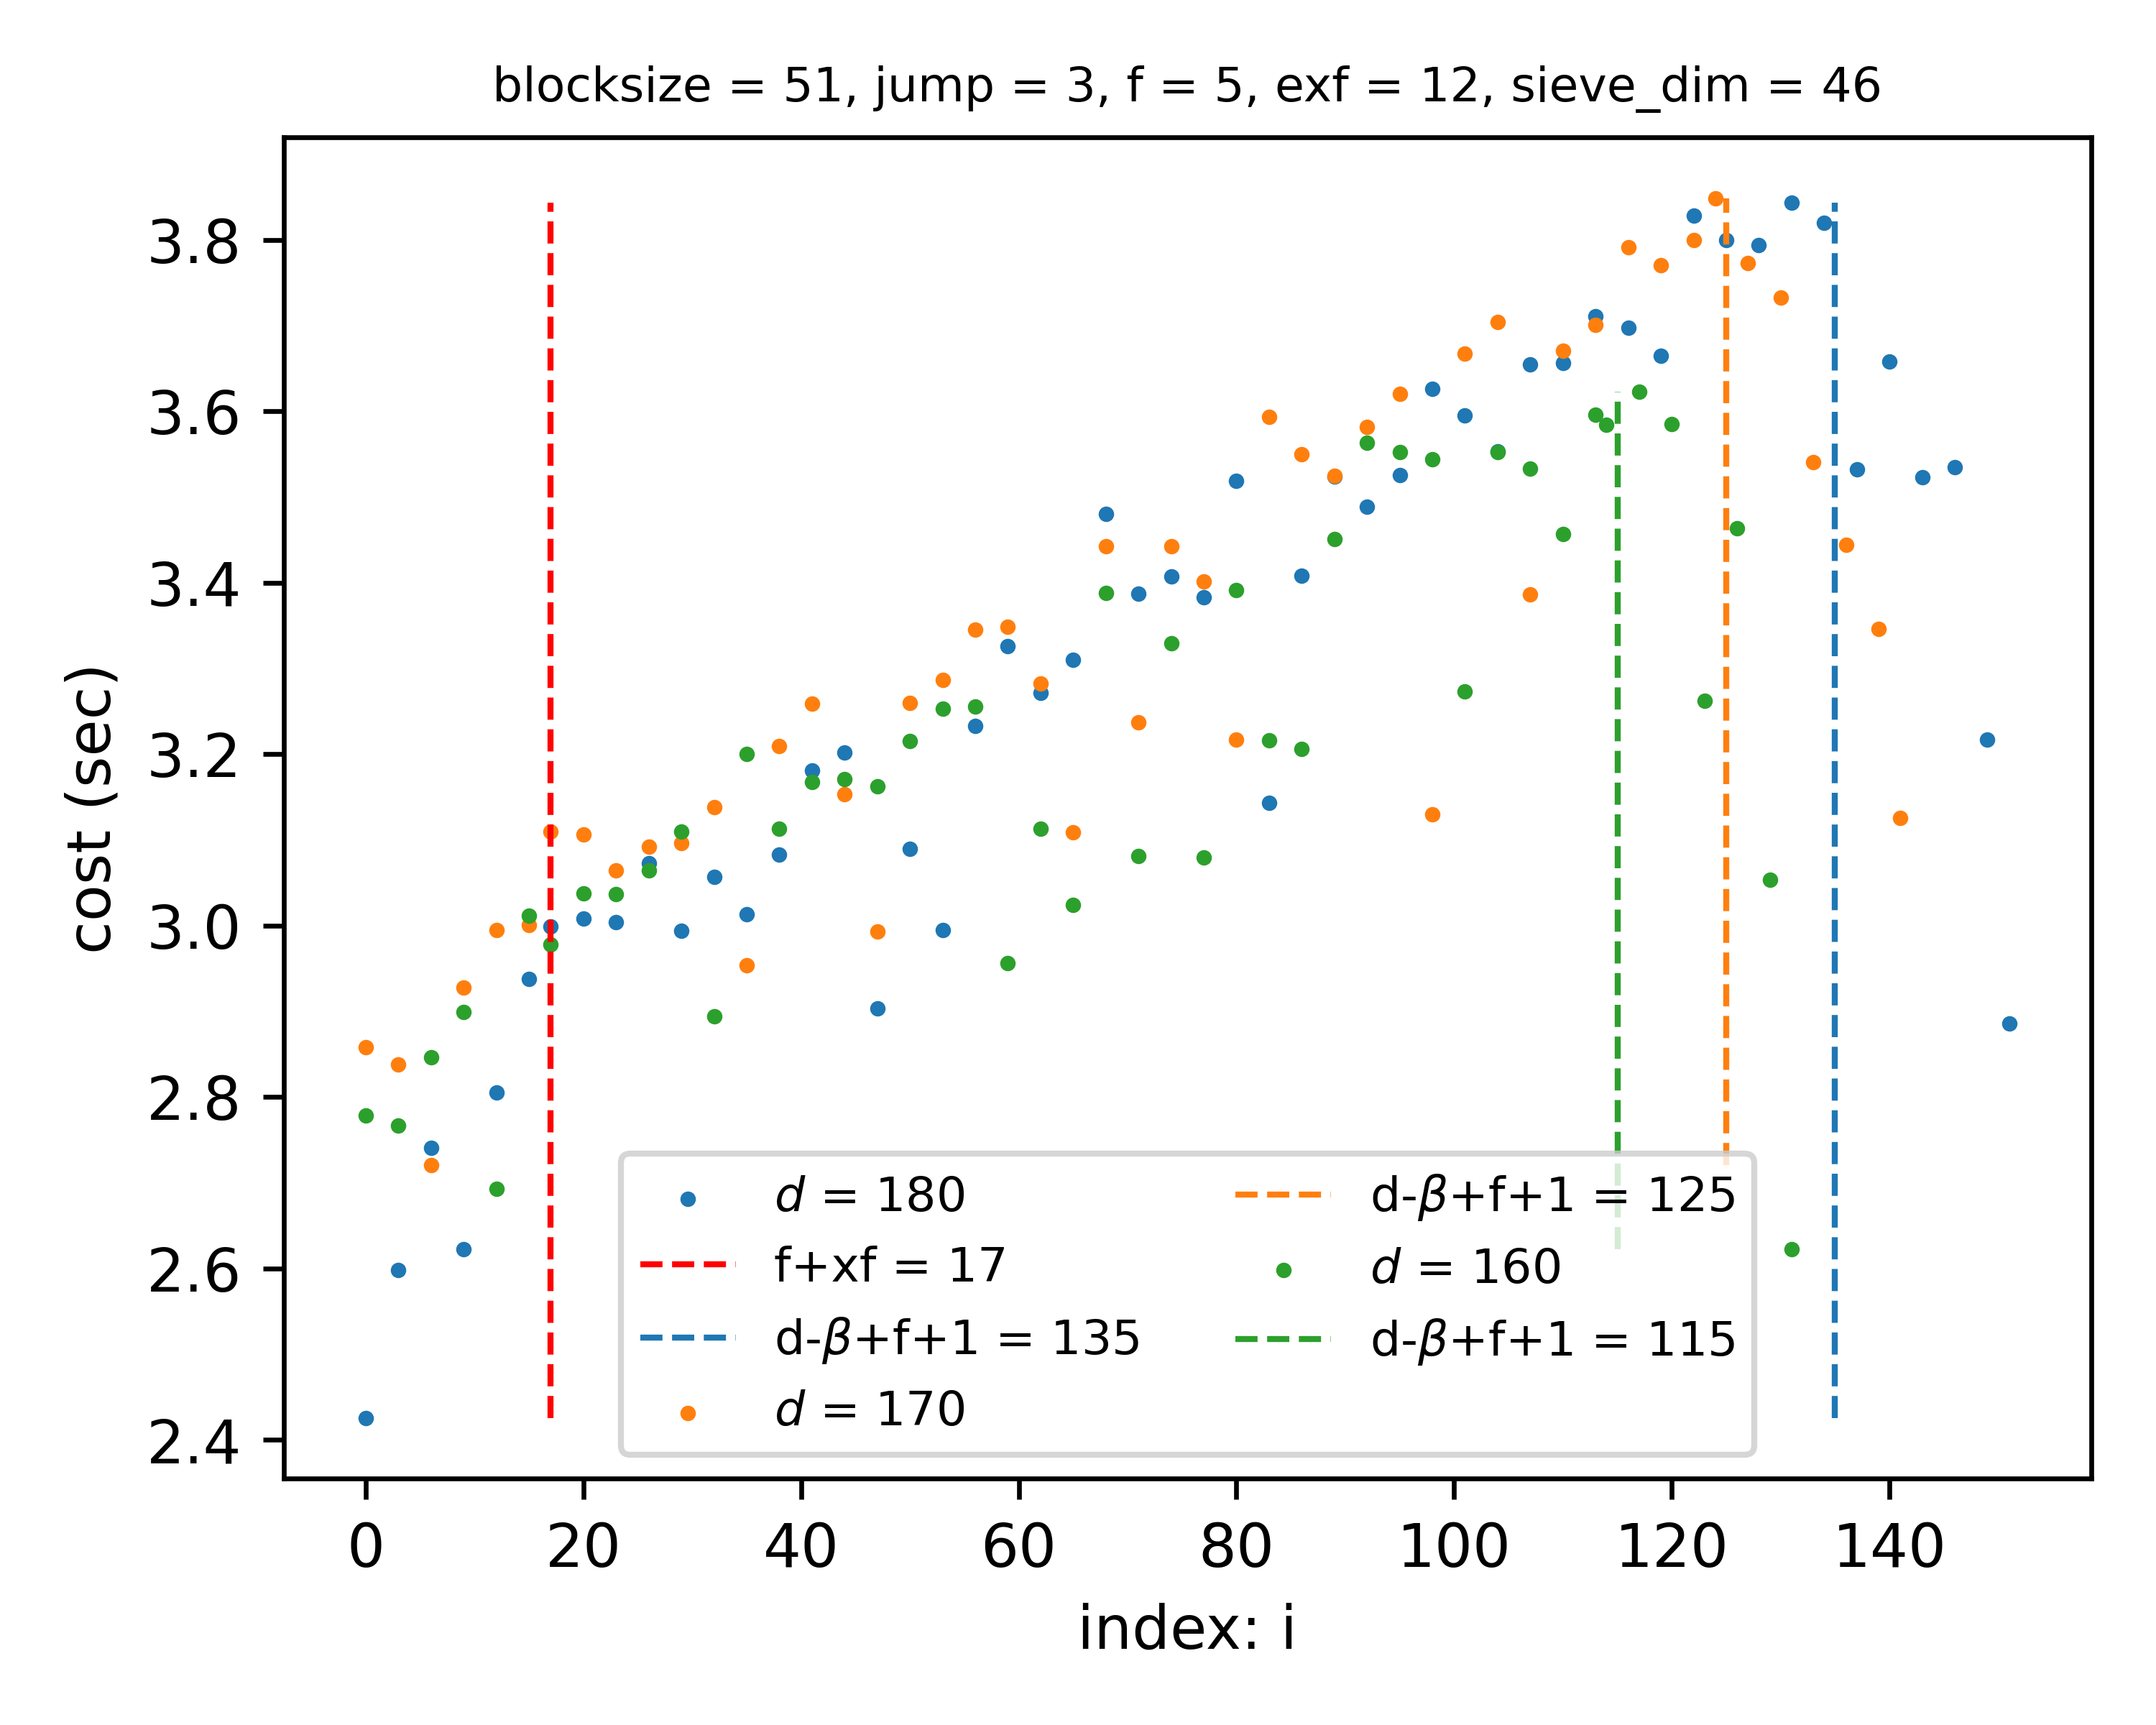 blocksize = 51, jump = 3, f = 5, exf = 12, sieve_dim = 46
cost (sec)
3.8
3.6
3.4
3.2
3.0
2.8
2.6
2.4
d = 180
f+xf = 17
d-β+f+1 = 135
d = 170
d-β+f+1 = 125
d = 160
d-β+f+1 = 115
0 20 40 60 80 100 120 140
index: i